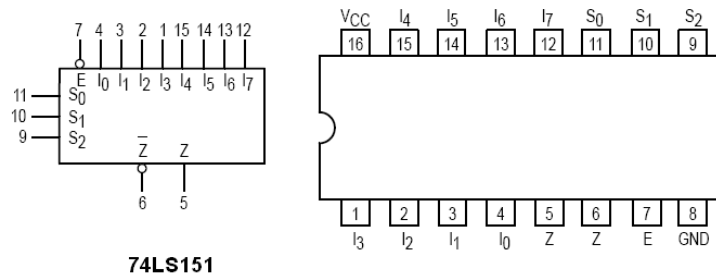 7 4 3 2 1 15 14 13 12
E I0 I1 I2 I3 I4 I5 I6 I7
11 S0
10 S1
9 S2
Z̅ Z
6 5
74LS151
VCC I4 I5 I6 I7 S0 S1 S2
16 15 14 13 12 11 10 9
1 2 3 4 5 6 7 8
I3 I2 I1 I0 Z Z E GND